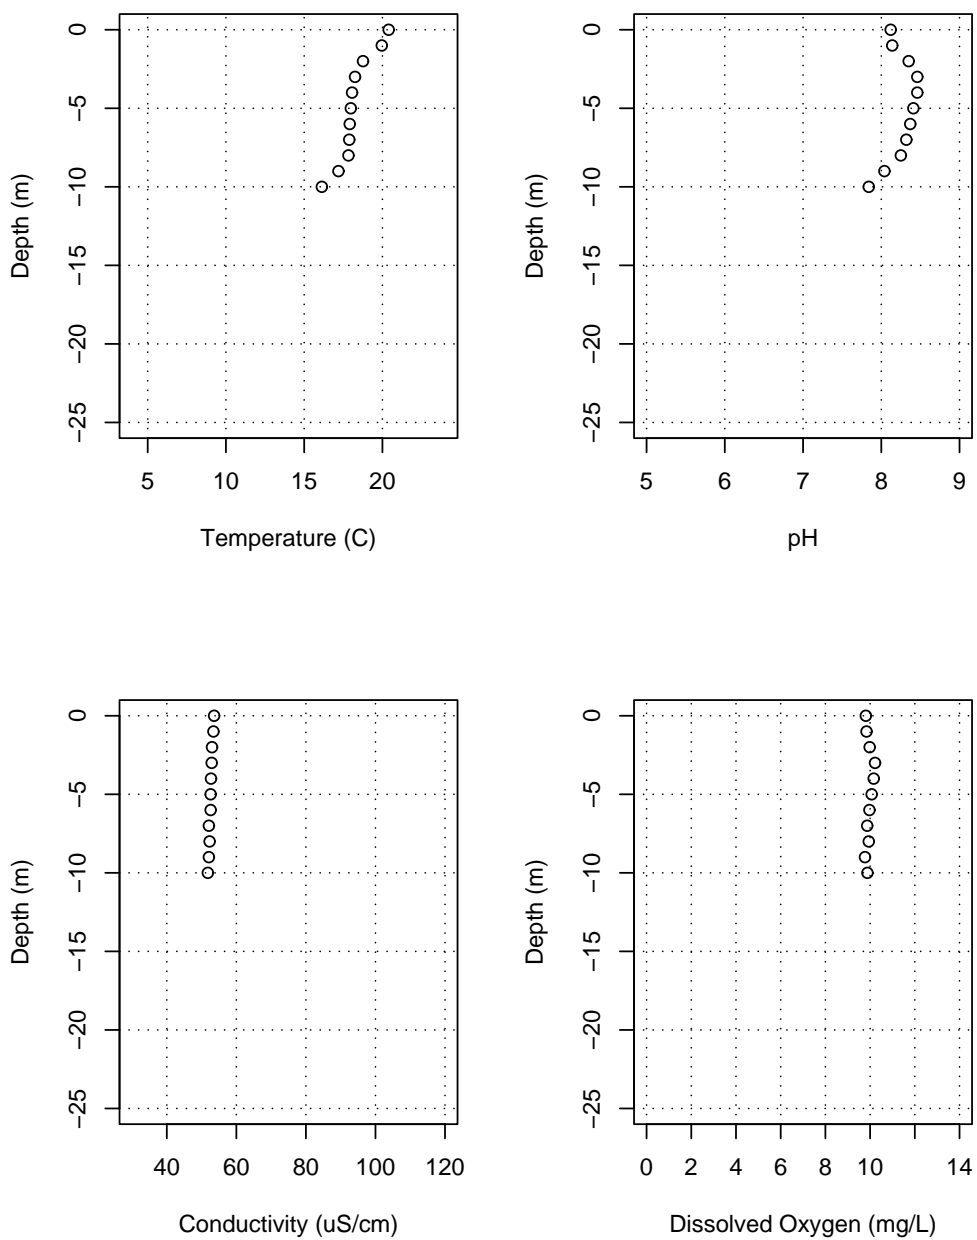 0
−5
−10
−15
−20
−25
Depth (m)
5 10 15 20
Temperature (C)
0
−5
−10
−15
−20
−25
Depth (m)
5 6 7 8 9
pH
0
−5
−10
−15
−20
−25
Depth (m)
40 60 80 100 120
Conductivity (uS/cm)
0
−5
−10
−15
−20
−25
Depth (m)
0 2 4 6 8 10 14
Dissolved Oxygen (mg/L)